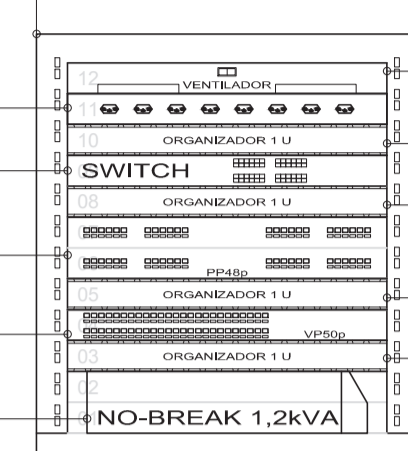 12
VENTILADOR
11
10 ORGANIZADOR 1 U
SWITCH
08 ORGANIZADOR 1 U
PP48p
05 ORGANIZADOR 1 U
VP50p
03 ORGANIZADOR 1 U
02
01 NO-BREAK 1,2kVA